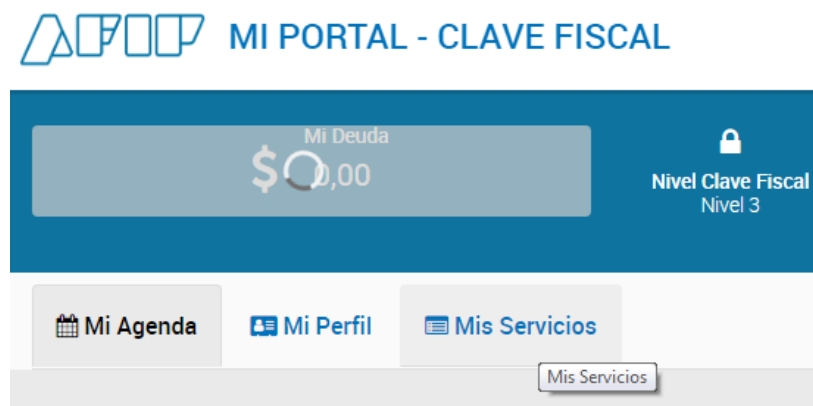 AFIP MI PORTAL - CLAVE FISCAL
Mi Deuda
$ 0,00
Nivel Clave Fiscal
Nivel 3
Mi Agenda
Mi Perfil
Mis Servicios
Mis Servicios